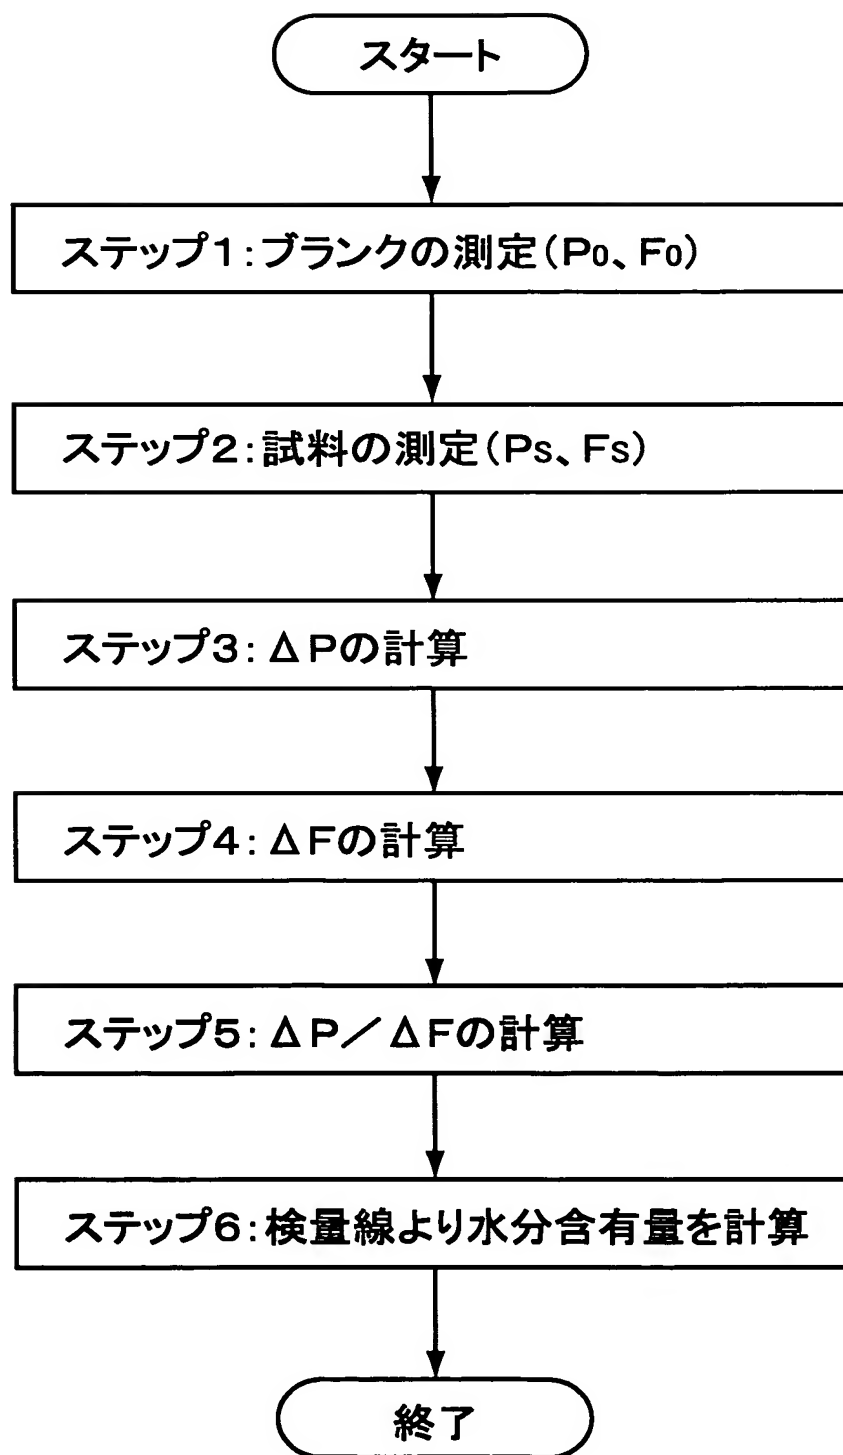 スタート
ステップ1:ブランクの測定(P0、F0)
ステップ2:試料の測定(PS、FS)
ステップ3:ΔPの計算
ステップ4:ΔFの計算
ステップ5:ΔP/ΔFの計算
ステップ6:検量線より水分含有量を計算
終了